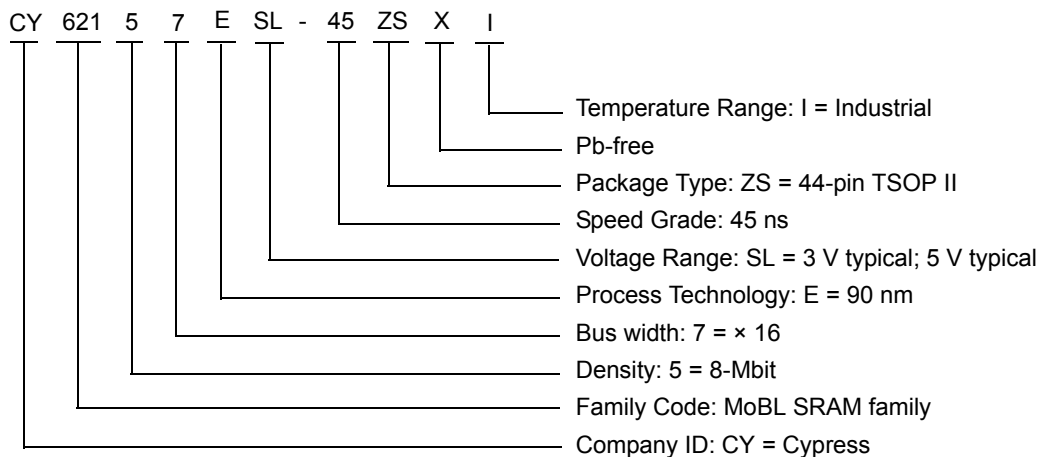 CY 621 5 7 E SL - 45 ZS X I
Temperature Range: I = Industrial
Pb-free
Package Type: ZS = 44-pin TSOP II
Speed Grade: 45 ns
Voltage Range: SL = 3 V typical; 5 V typical
Process Technology: E = 90 nm
Bus width: 7 = × 16
Density: 5 = 8-Mbit
Family Code: MoBL SRAM family
Company ID: CY = Cypress